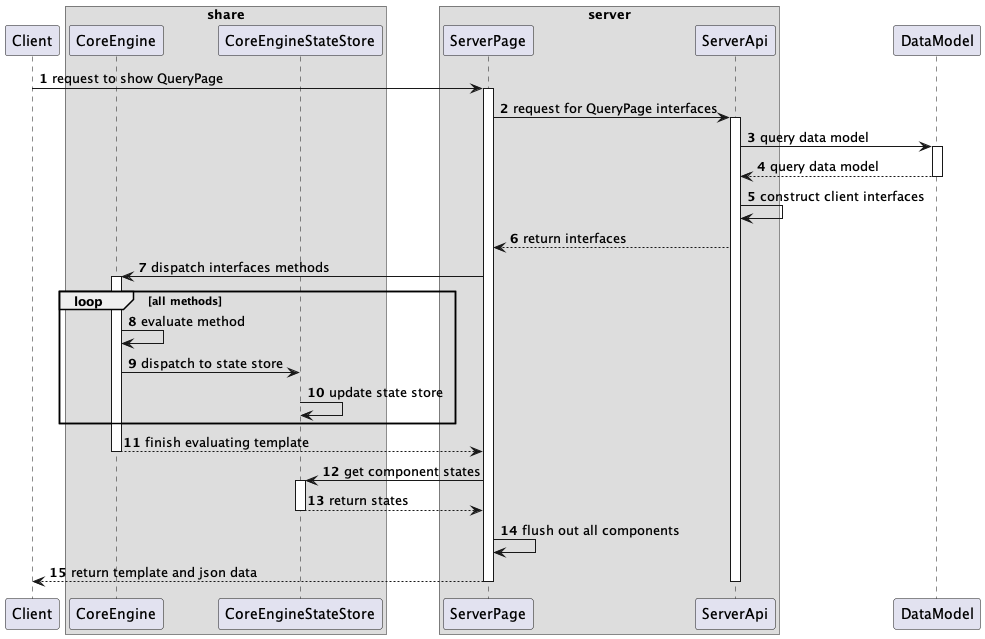 share
server
Client
CoreEngine
CoreEngineStateStore
ServerPage
ServerApi
DataModel
1 request to show QueryPage
2 request for QueryPage interfaces
3 query data model
4 query data model
5 construct client interfaces
6 return interfaces
7 dispatch interfaces methods
loop [all methods]
8 evaluate method
9 dispatch to state store
10 update state store
11 finish evaluating template
12 get component states
13 return states
14 flush out all components
15 return template and json data
Client
CoreEngine
CoreEngineStateStore
ServerPage
ServerApi
DataModel